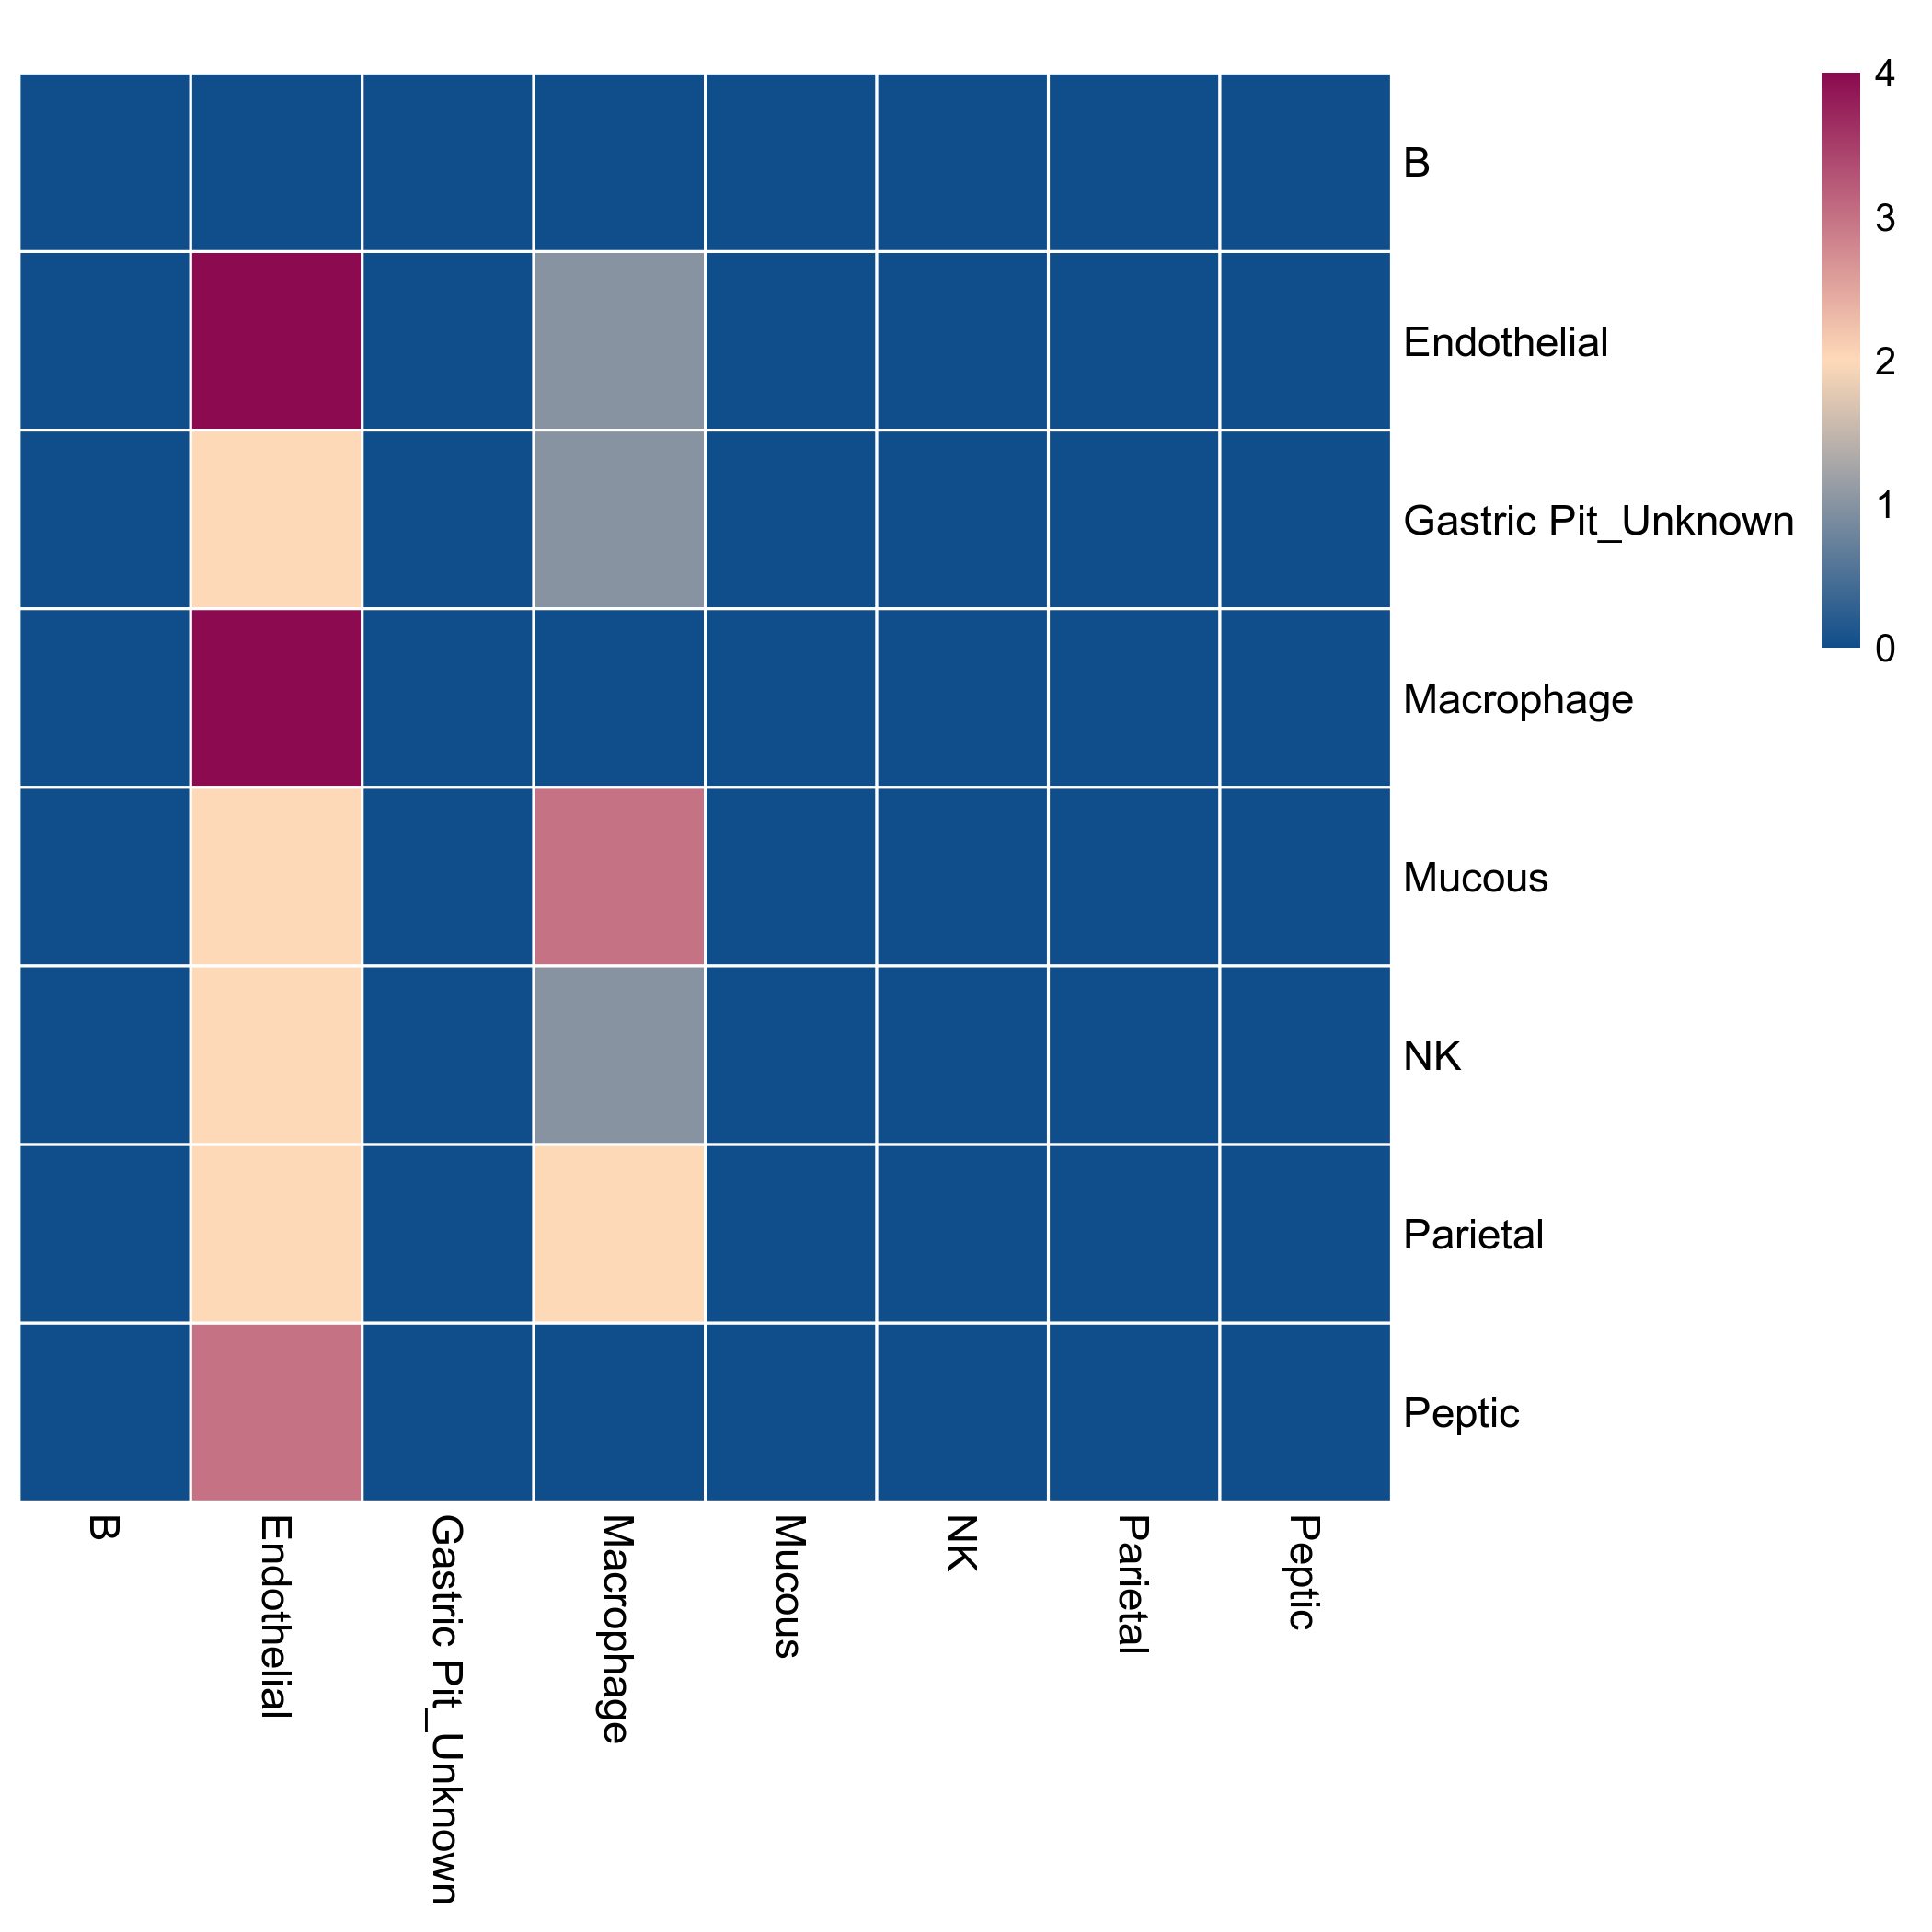 4
3
2
1
0
B
Endothelial
Gastric Pit_Unknown
Macrophage
Mucous
NK
Parietal
Peptic
B
Endothelial
Gastric Pit_Unknown
Macrophage
Mucous
NK
Parietal
Peptic